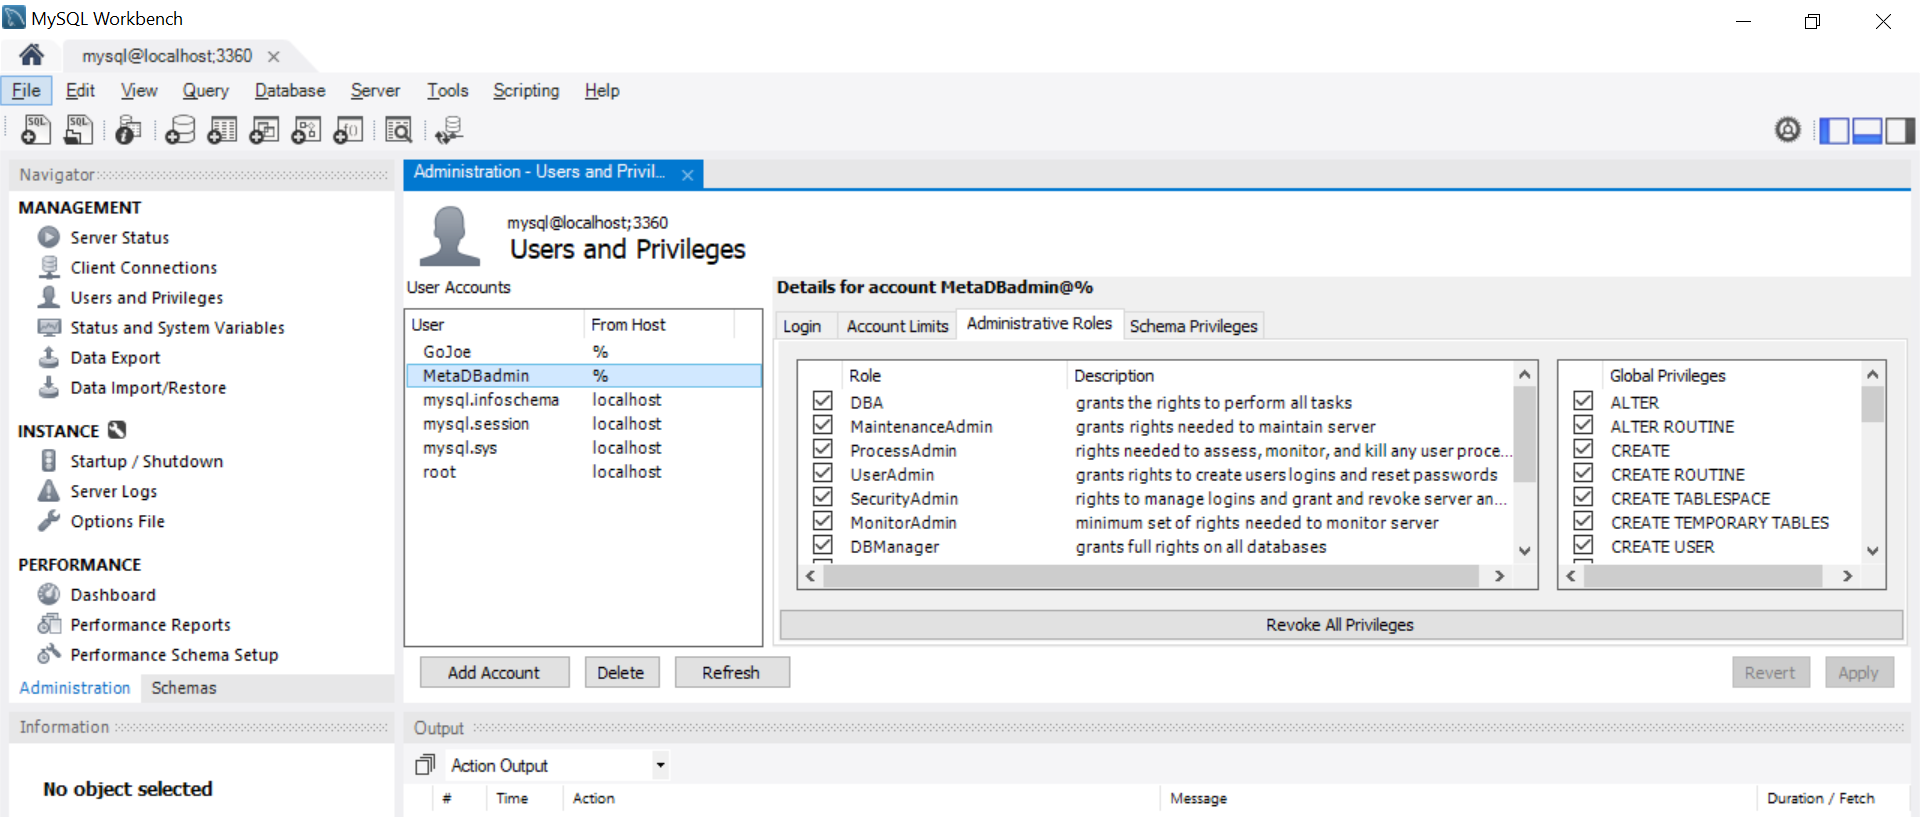 MySQL Workbench
mysql@localhost;3360
File Edit View Query Database Server Tools Scripting Help
SQL SQL
Navigator
MANAGEMENT
Server Status
Client Connections
Users and Privileges
Status and System Variables
Data Export
Data Import/Restore
INSTANCE
Startup / Shutdown
Server Logs
Options File
PERFORMANCE
Dashboard
Performance Reports
Performance Schema Setup
Administration Schemas
Information
No object selected
Administration - Users and Privil...
mysql@localhost;3360
Users and Privileges
User Accounts
User From Host
GoJoe %
MetaDBadmin %
mysql.infoschema localhost
mysql.session localhost
mysql.sys localhost
root localhost
Add Account Delete Refresh
Details for account MetaDBadmin@%
Login Account Limits Administrative Roles Schema Privileges
Role Description
DBA grants the rights to perform all tasks
MaintenanceAdmin grants rights needed to maintain server
ProcessAdmin rights needed to assess, monitor, and kill any user proce...
UserAdmin grants rights to create users logins and reset passwords
SecurityAdmin rights to manage logins and grant and revoke server an...
MonitorAdmin minimum set of rights needed to monitor server
DBManager grants full rights on all databases
Global Privileges
ALTER
ALTER ROUTINE
CREATE
CREATE ROUTINE
CREATE TABLESPACE
CREATE TEMPORARY TABLES
CREATE USER
Revoke All Privileges
Revert Apply
Output
Action Output
# Time Action Message Duration / Fetch